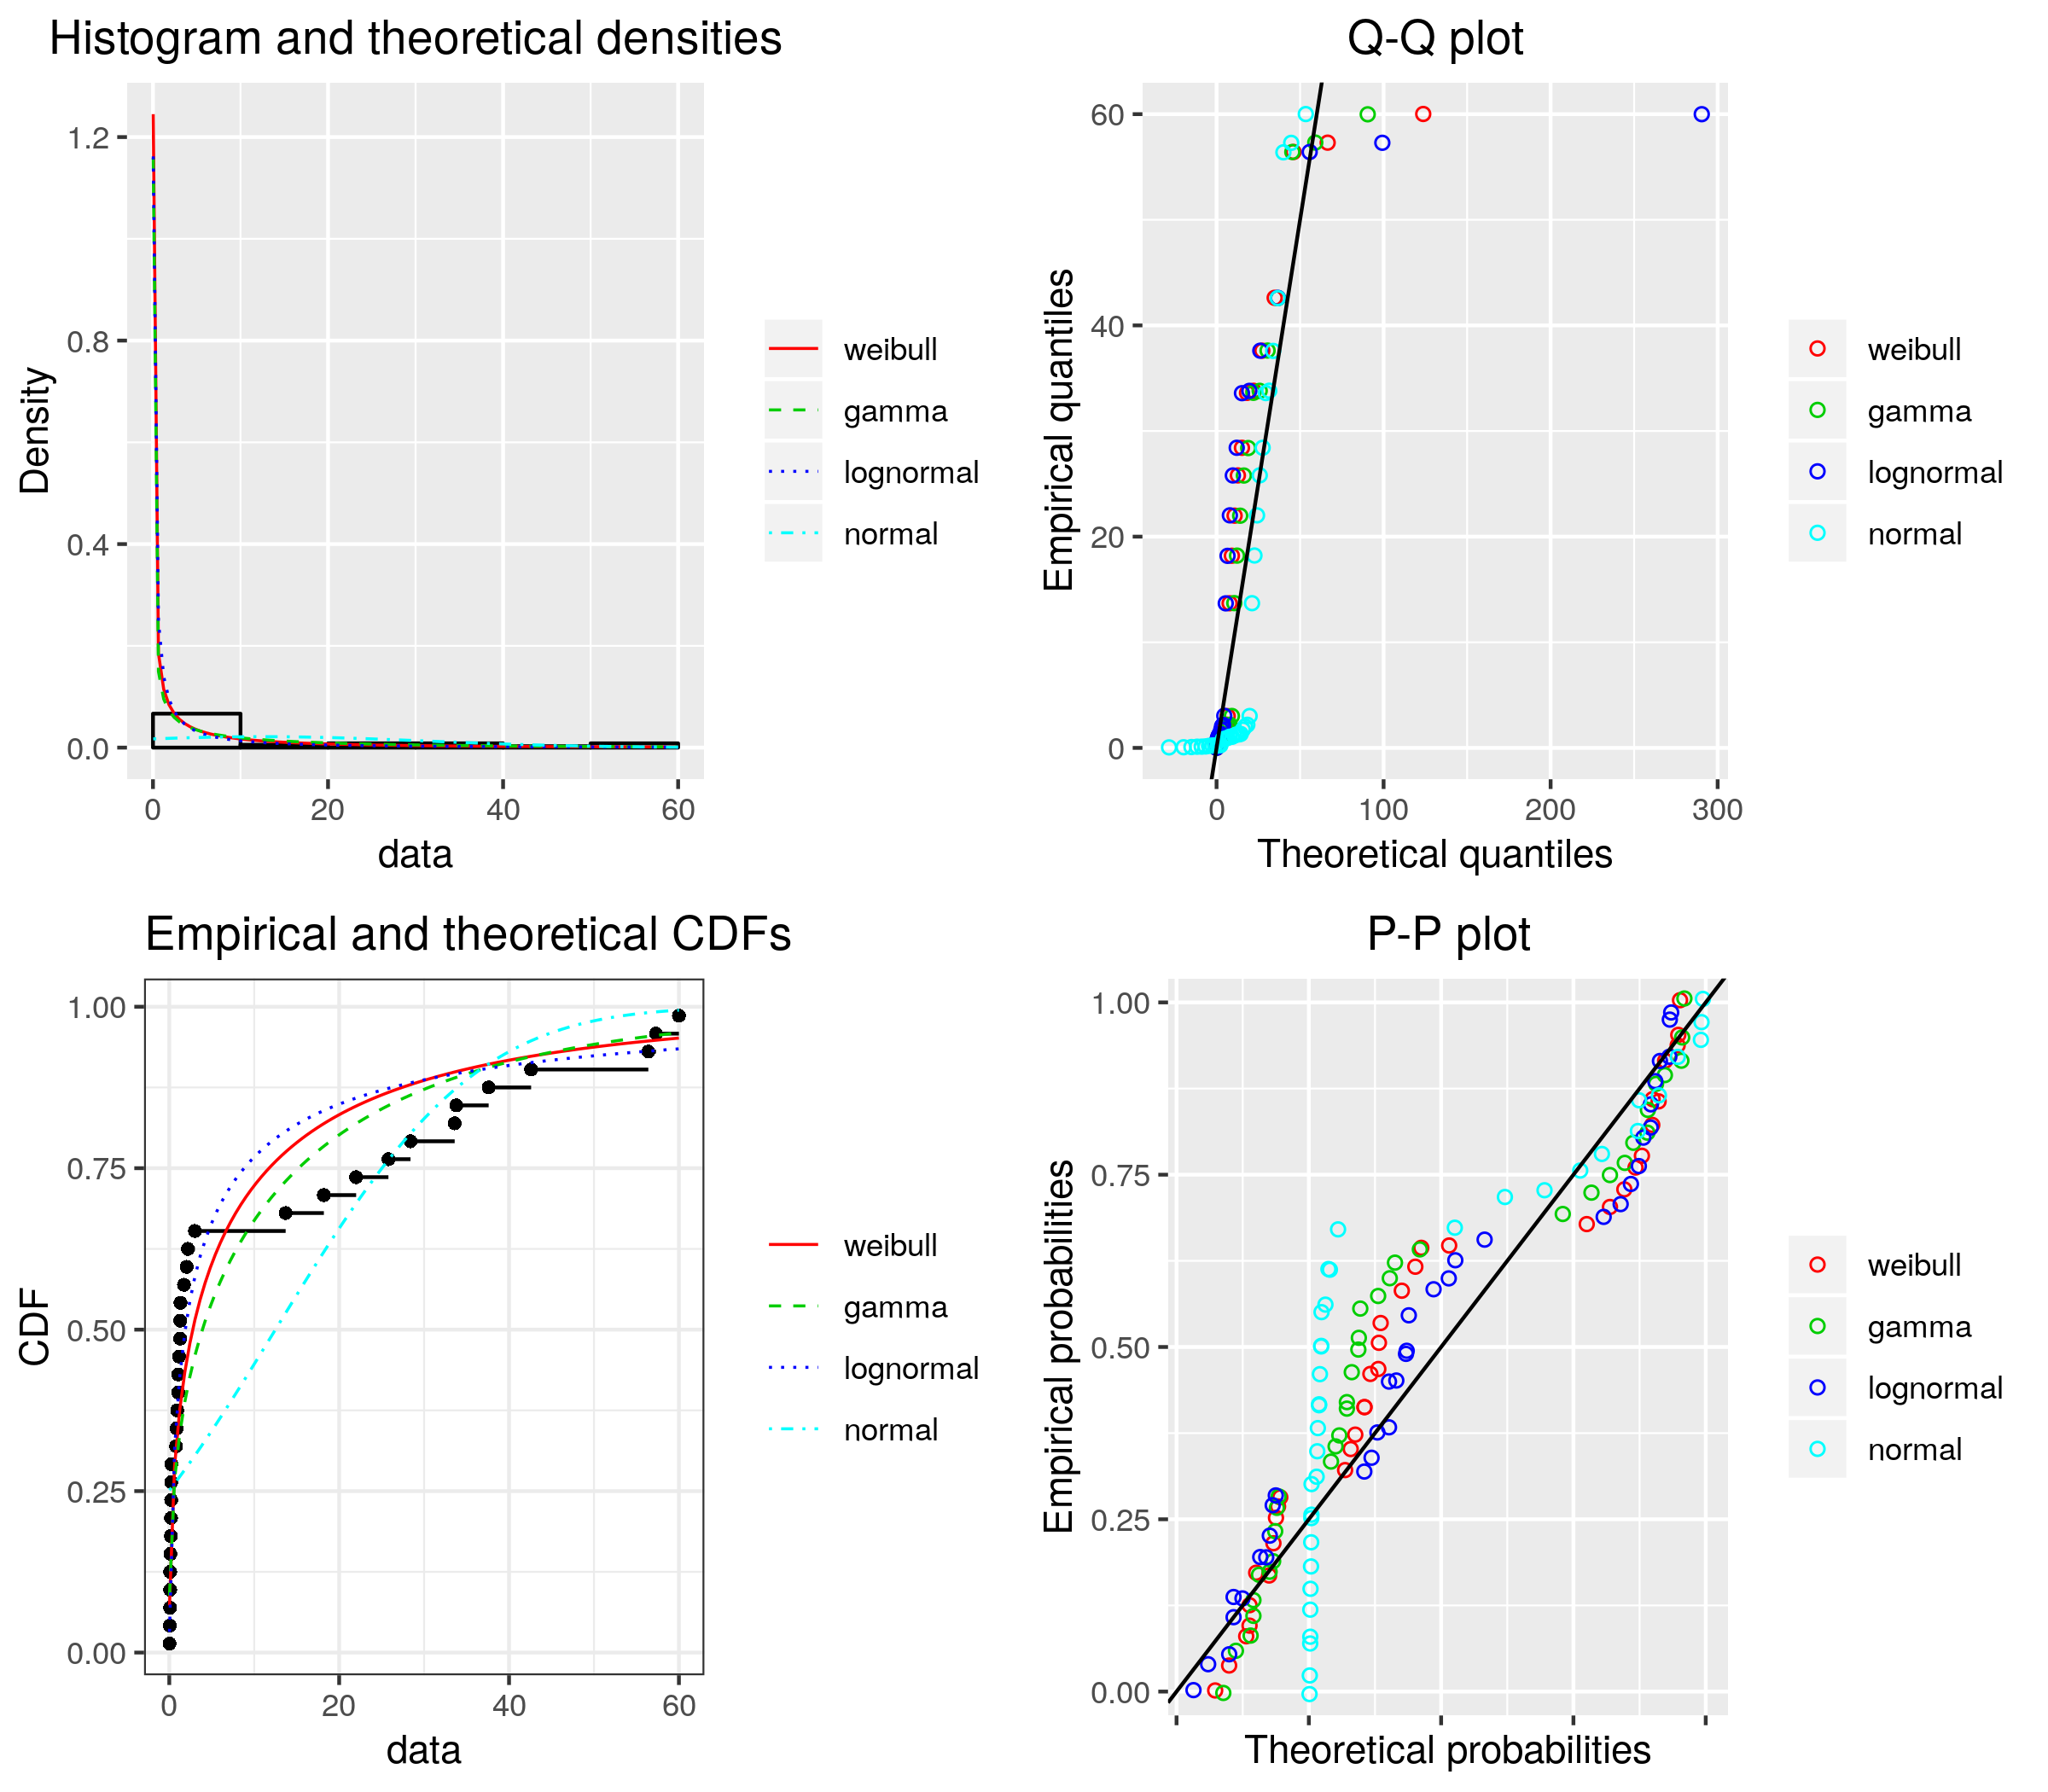 Histogram and theoretical densities
Density
1.2
0.8
0.4
0.0
0 20 40 60
data
weibull
gamma
lognormal
normal
Q-Q plot
Empirical quantiles
60
40
20
0
0 100 200 300
Theoretical quantiles
weibull
gamma
lognormal
normal
Empirical and theoretical CDFs
CDF
1.00
0.75
0.50
0.25
0.00
0 20 40 60
data
weibull
gamma
lognormal
normal
P-P plot
Empirical probabilities
1.00
0.75
0.50
0.25
0.00
Theoretical probabilities
weibull
gamma
lognormal
normal